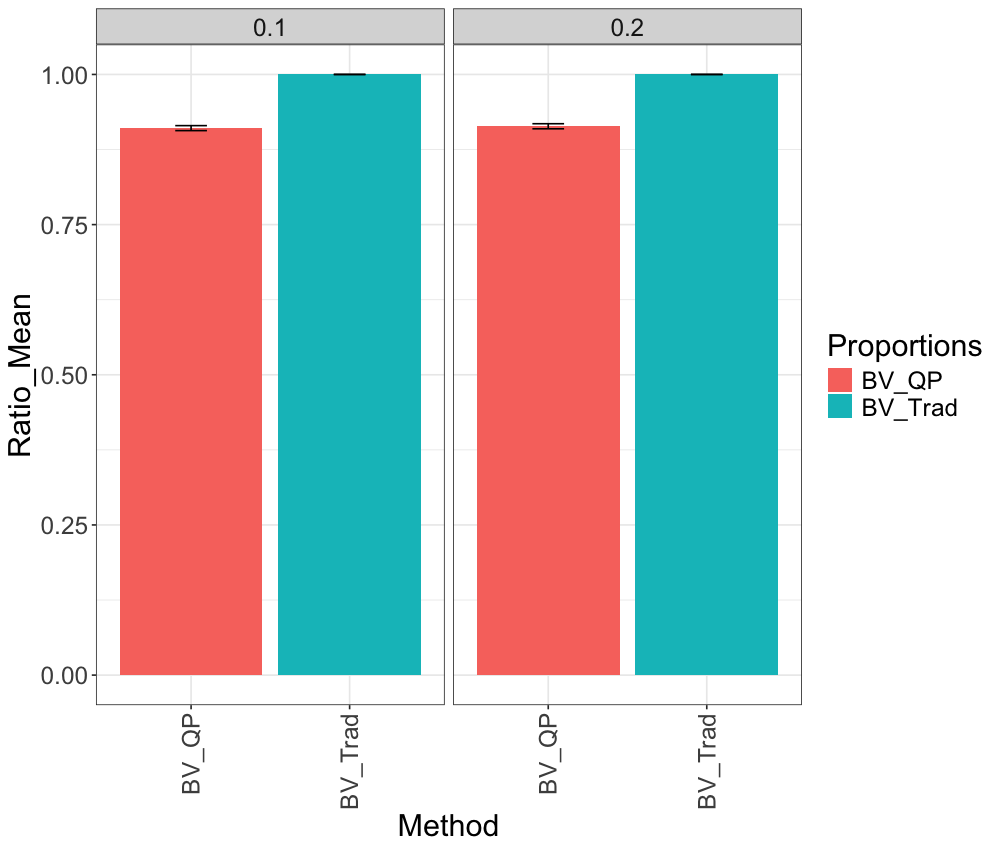 0.1
0.2
1.00
0.75
0.50
0.25
0.00
Ratio_Mean
BV_QP
BV_Trad
BV_QP
BV_Trad
Method
Proportions
BV_QP
BV_Trad